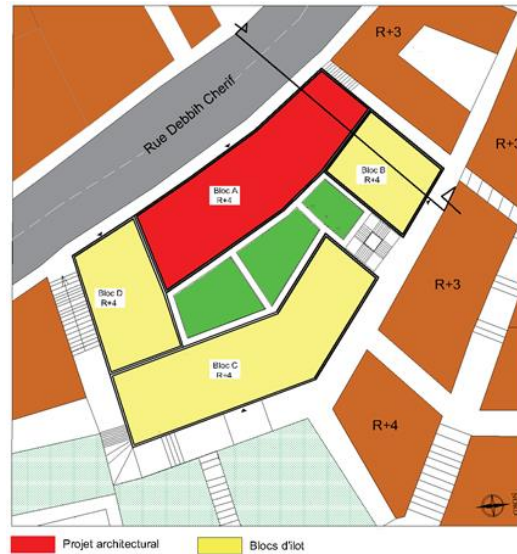 R+3
Rue Debbih Cherif
R+3
Bloc B
R+4
Bloc A
R+4
R+3
Bloc D
R+4
Bloc C
R+4
R+4
Projet architectural
Blocs d'ilot